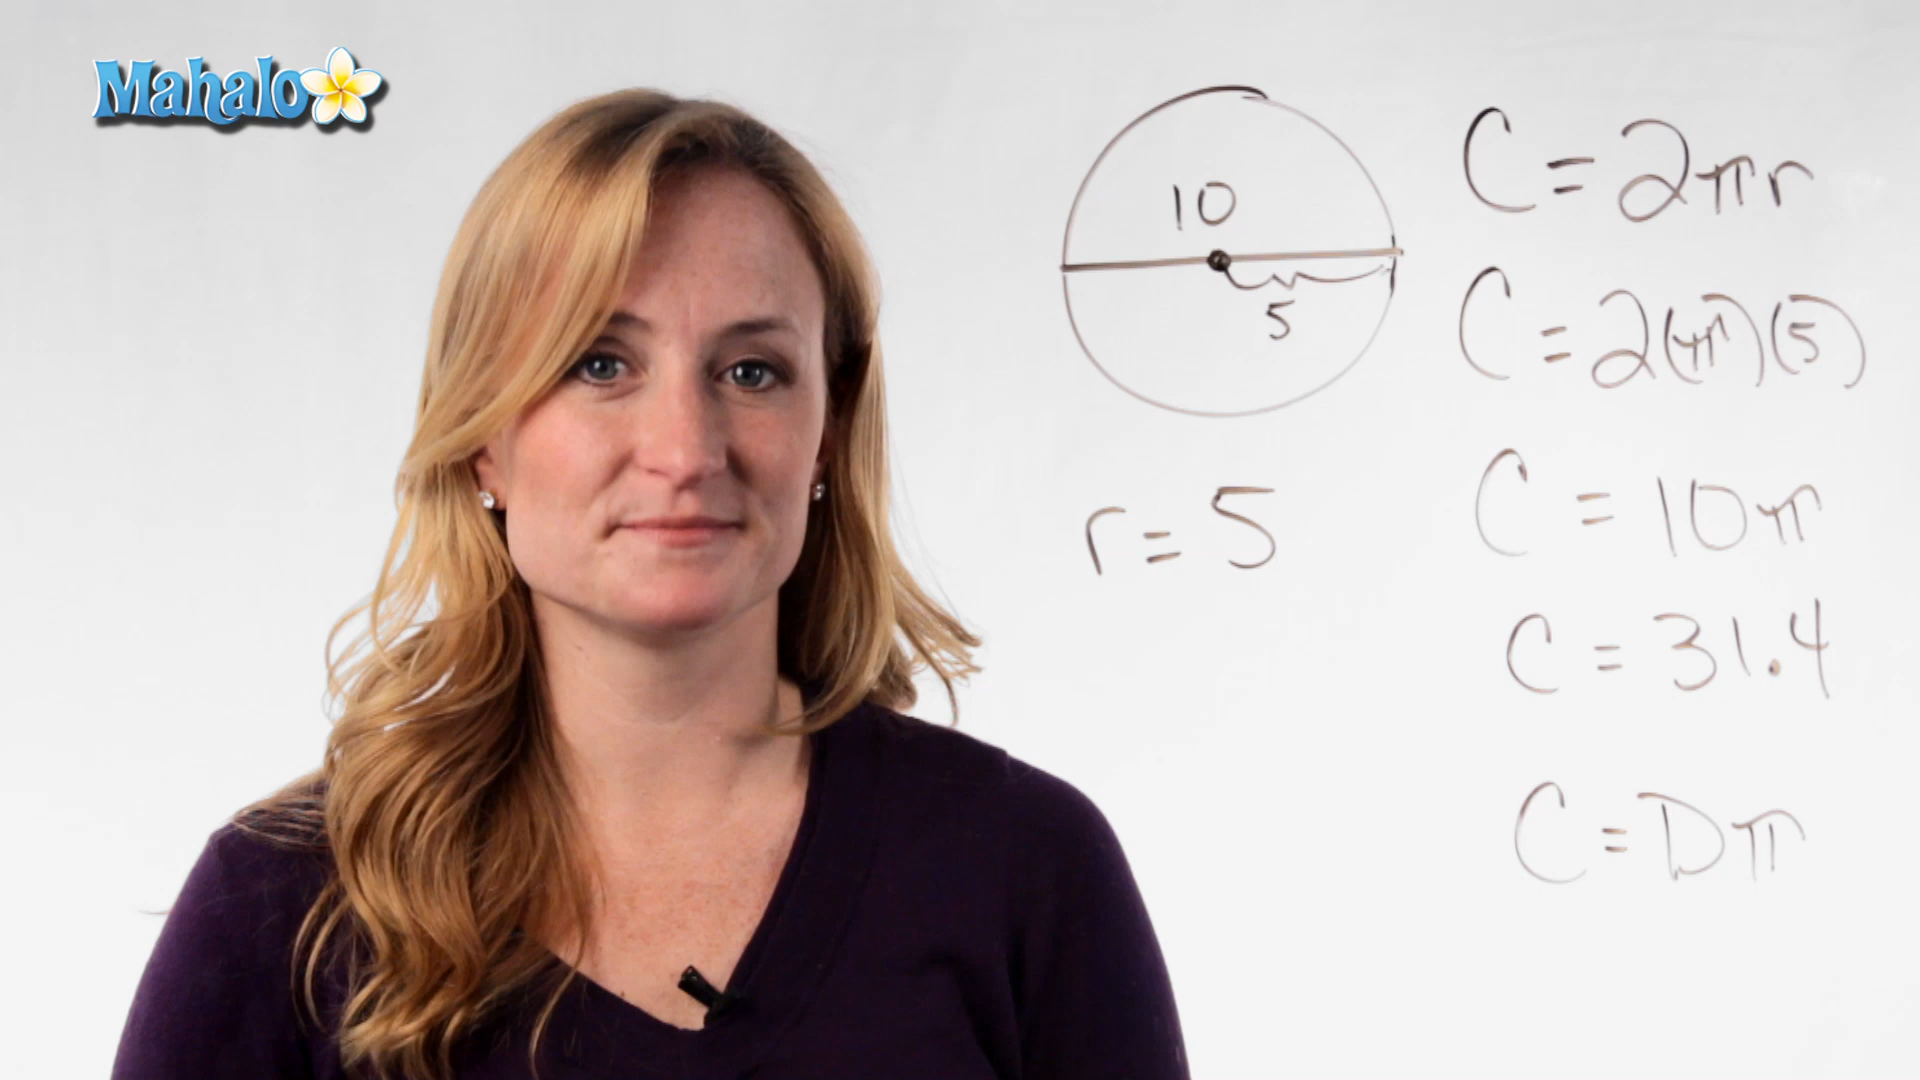 Mahalo
10
5
r = 5
C = 2πr
C = 2(π)(5)
C = 10π
C = 31.4
C = Dπ